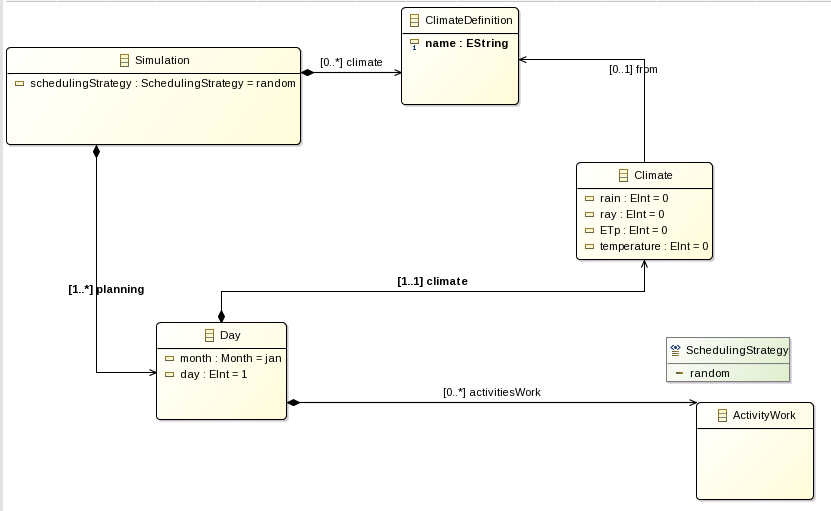 ClimateDefinition
name : EString
Simulation
schedulingStrategy : SchedulingStrategy = random
[0..*] climate
[0..1] from
Climate
rain : EInt = 0
ray : EInt = 0
ETp : EInt = 0
temperature : EInt = 0
[1..*] planning
[1..1] climate
Day
month : Month = jan
day : EInt = 1
SchedulingStrategy
random
[0..*] activitiesWork
ActivityWork